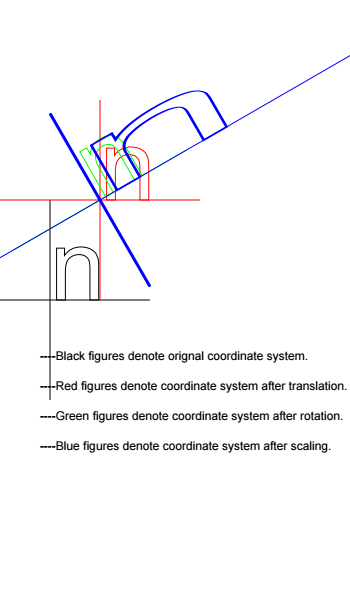 n
n
n
n
----Black figures denote orignal coordinate system.
----Red figures denote coordinate system after translation.
----Green figures denote coordinate system after rotation.
----Blue figures denote coordinate system after scaling.